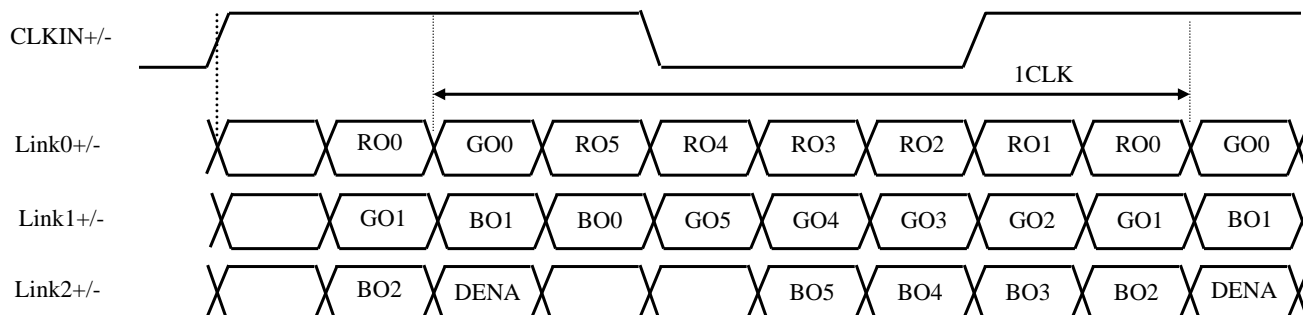 CLKIN+/-
1CLK
Link0+/- RO0 GO0 RO5 RO4 RO3 RO2 RO1 RO0 GO0
Link1+/- GO1 BO1 BO0 GO5 GO4 GO3 GO2 GO1 BO1
Link2+/- BO2 DENA BO5 BO4 BO3 BO2 DENA